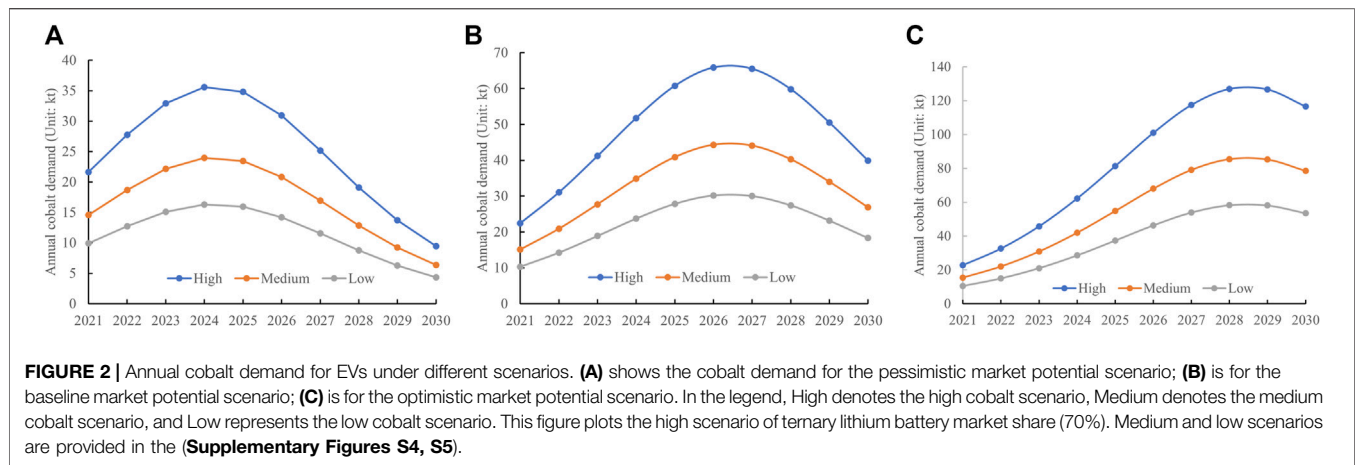 A
B
C
Annual cobalt demand (Unit: kt)
40
35
30
25
20
15
10
5
0
High Medium Low
2021 2022 2023 2024 2025 2026 2027 2028 2029 2030
Annual cobalt demand (Unit: kt)
70
60
50
40
30
20
10
0
High Medium Low
2021 2022 2023 2024 2025 2026 2027 2028 2029 2030
Annual cobalt demand (Unit: kt)
140
120
100
80
60
40
20
0
High Medium Low
2021 2022 2023 2024 2025 2026 2027 2028 2029 2030
FIGURE 2 | Annual cobalt demand for EVs under different scenarios. (A) shows the cobalt demand for the pessimistic market potential scenario; (B) is for the
baseline market potential scenario; (C) is for the optimistic market potential scenario. In the legend, High denotes the high cobalt scenario, Medium denotes the medium
cobalt scenario, and Low represents the low cobalt scenario. This figure plots the high scenario of ternary lithium battery market share (70%). Medium and low scenarios
are provided in the (Supplementary Figures S4, S5).